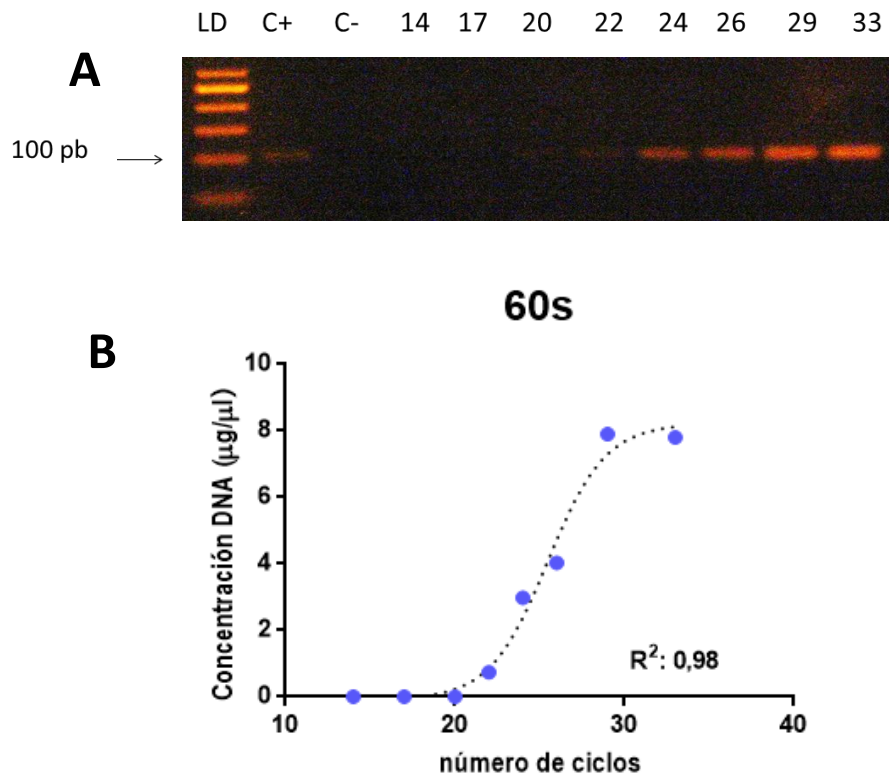 LD C+ C- 14 17 20 22 24 26 29 33
A
100 pb
60s
B
10
8
6
4
2
0
Concentración DNA (µg/µl)
R²: 0,98
10 20 30 40
número de ciclos